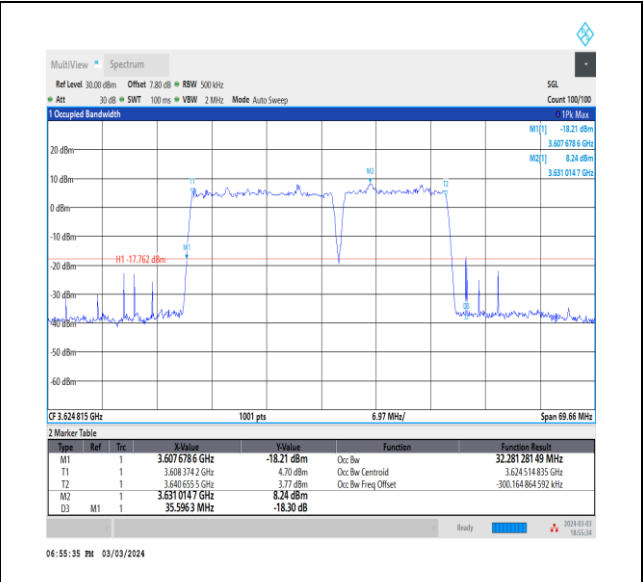 MultiView Spectrum
Ref Level 30.00 dBm Offset 7.80 dB RBW 500 kHz SGL
Att 30 dB SWT 100 ms VBW 2 MHz Mode Auto Sweep Count 100/100
1 Occupied Bandwidth 1Pk Max
M1[1] -18.21 dBm
3.607 678 6 GHz
M2[1] 8.24 dBm
3.631 014 7 GHz
20 dBm
M2
T1 T2
10 dBm
0 dBm
-10 dBm
M1
H1 -17.762 dBm
-20 dBm
-30 dBm
D3
-40 dBm
-50 dBm
-60 dBm
CF 3.624 815 GHz 1001 pts 6.97 MHz/ Span 69.66 MHz
2 Marker Table
Type Ref Trc X-Value Y-Value Function Function Result
M1 1 3.607 678 6 GHz -18.21 dBm Occ Bw 32.281 281 49 MHz
T1 1 3.608 374 2 GHz 4.70 dBm Occ Bw Centroid 3.624 514 835 GHz
T2 1 3.640 655 5 GHz 3.77 dBm Occ Bw Freq Offset -300.164 864 592 kHz
M2 1 3.631 014 7 GHz 8.24 dBm
D3 M1 1 35.596 3 MHz -18.30 dB
Ready 2024-03-03
18:55:34
06:55:35 PM 03/03/2024